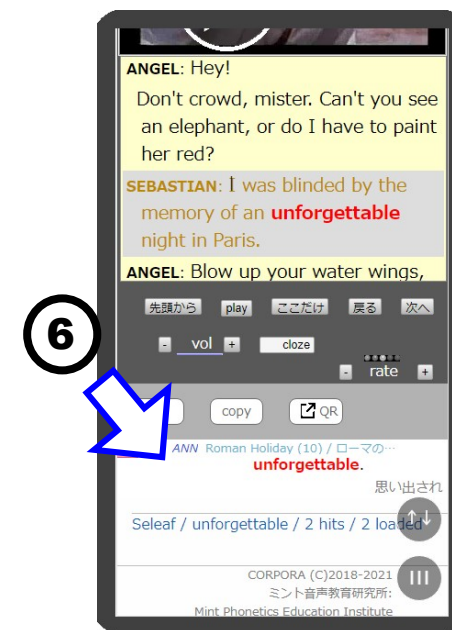 ANGEL: Hey!
Don't crowd, mister. Can't you see
an elephant, or do I have to paint
her red?
SEBASTIAN: I was blinded by the
memory of an unforgettable
night in Paris.
ANGEL: Blow up your water wings,
先頭から play ここだけ 戻る 次へ
- vol + cloze
- rate +
6
copy QR
ANN Roman Holiday (10) / ローマの…
unforgettable.
思い出され
Seleaf / unforgettable / 2 hits / 2 loaded
CORPORA (C)2018-2021
ミント音声教育研究所:
Mint Phonetics Education Institute